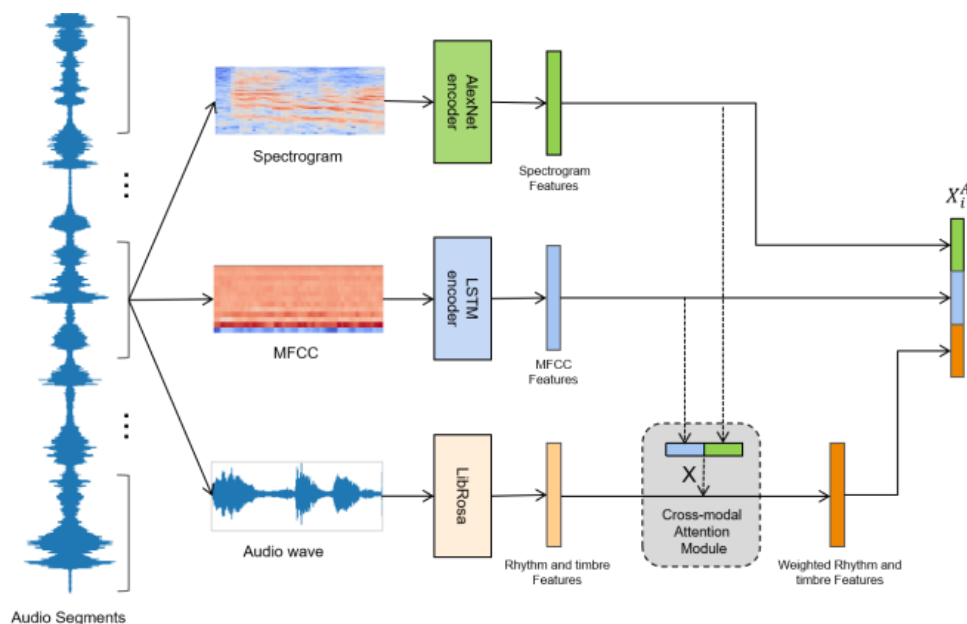 Spectrogram
AlexNet
encoder
Spectrogram
Features
X_i^A
MFCC
LSTM
encoder
MFCC
Features
Audio wave
LibRosa
Rhythm and timbre
Features
X
Cross-modal
Attention
Module
Weighted Rhythm and
timbre Features
Audio Segments